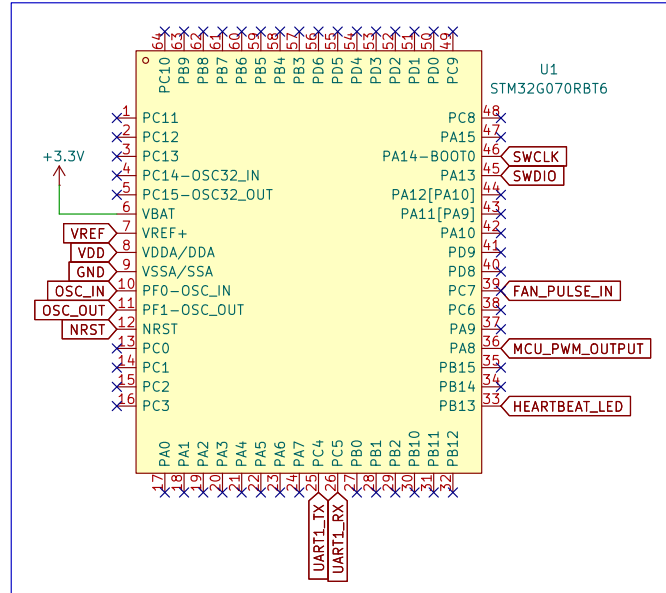 U1
STM32G070RBT6
64 63 62 61 60 59 58 57 56 55 54 53 52 51 50 49
PC10 PB9 PB8 PB7 PB6 PB5 PB4 PB3 PD6 PD5 PD4 PD3 PD2 PD1 PD0 PC9
1 PC11
2 PC12
3 PC13
4 PC14-OSC32_IN
5 PC15-OSC32_OUT
+3.3V
6 VBAT
VREF 7 VREF+
VDD 8 VDDA/DDA
GND 9 VSSA/SSA
OSC_IN 10 PF0-OSC_IN
OSC_OUT 11 PF1-OSC_OUT
NRST 12 NRST
13 PC0
14 PC1
15 PC2
16 PC3
PC8 48
PA15 47
PA14-BOOT0 46 SWCLK
PA13 45 SWDIO
PA12[PA10] 44
PA11[PA9] 43
PA10 42
PD9 41
PD8 40
PC7 39 FAN_PULSE_IN
PC6 38
PA9 37
PA8 36 MCU_PWM_OUTPUT
PB15 35
PB14 34
PB13 33 HEARTBEAT_LED
PA0 PA1 PA2 PA3 PA4 PA5 PA6 PA7 PC4 PC5 PB0 PB1 PB2 PB10 PB11 PB12
17 18 19 20 21 22 23 24 25 26 27 28 29 30 31 32
UART1_TX
UART1_RX